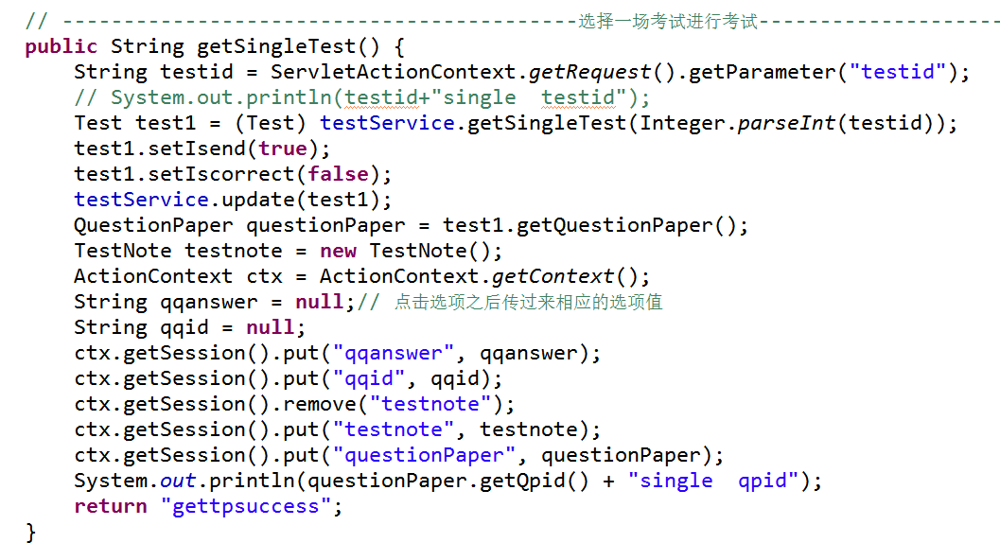 // ------------------------------------------选择一场考试进行考试--------------------
public String getSingleTest() {
    String testid = ServletActionContext.getRequest().getParameter("testid");
    // System.out.println(testid+"single  testid");
    Test test1 = (Test) testService.getSingleTest(Integer.parseInt(testid));
    test1.setIsend(true);
    test1.setIscorrect(false);
    testService.update(test1);
    QuestionPaper questionPaper = test1.getQuestionPaper();
    TestNote testnote = new TestNote();
    ActionContext ctx = ActionContext.getContext();
    String qqanswer = null;// 点击选项之后传过来相应的选项值
    String qqid = null;
    ctx.getSession().put("qqanswer", qqanswer);
    ctx.getSession().put("qqid", qqid);
    ctx.getSession().remove("testnote");
    ctx.getSession().put("testnote", testnote);
    ctx.getSession().put("questionPaper", questionPaper);
    System.out.println(questionPaper.getQpid() + "single  qpid");
    return "gettpsuccess";
}